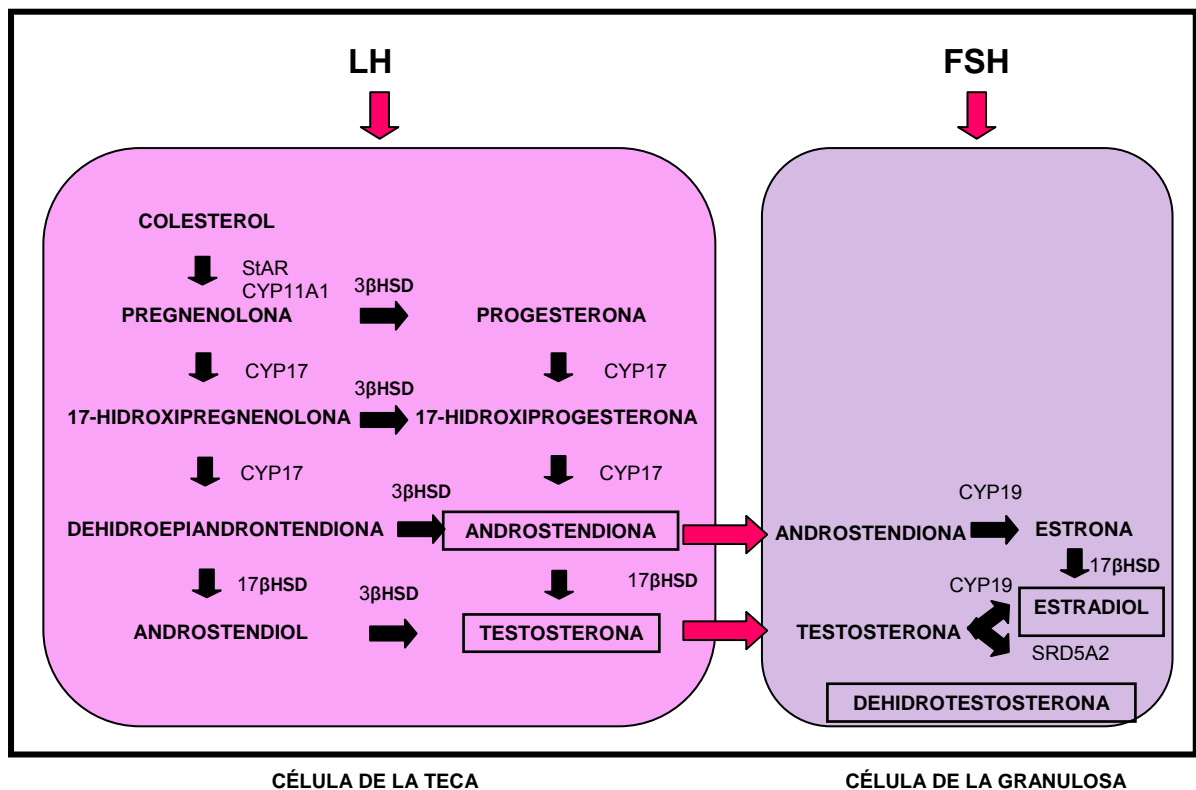 LH
FSH
COLESTEROL
StAR
CYP11A1
3βHSD
PREGNENOLONA
PROGESTERONA
CYP17
CYP17
3βHSD
17-HIDROXIPREGNENOLONA
17-HIDROXIPROGESTERONA
CYP17
CYP17
3βHSD
DEHIDROEPIANDRONTENDIONA
ANDROSTENDIONA
17βHSD
3βHSD
17βHSD
ANDROSTENDIOL
TESTOSTERONA
CYP19
ANDROSTENDIONA
ESTRONA
17βHSD
CYP19
ESTRADIOL
TESTOSTERONA
SRD5A2
DEHIDROTESTOSTERONA
CÉLULA DE LA TECA
CÉLULA DE LA GRANULOSA